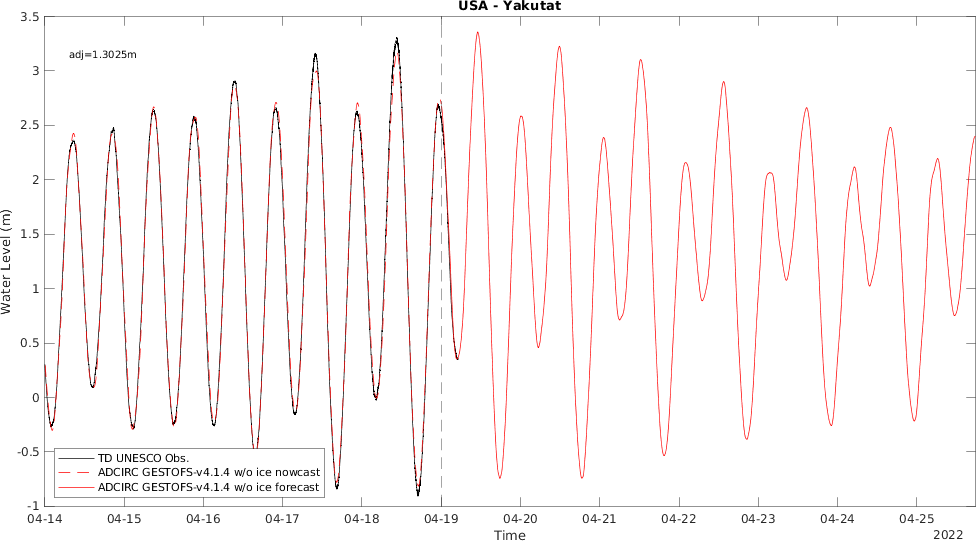 USA - Yakutat
adj=1.3025m
3.5
3
2.5
2
1.5
1
0.5
0
-0.5
-1
Water Level (m)
TD UNESCO Obs.
ADCIRC GESTOFS-v4.1.4 w/o ice nowcast
ADCIRC GESTOFS-v4.1.4 w/o ice forecast
04-14 04-15 04-16 04-17 04-18 04-19 04-20 04-21 04-22 04-23 04-24 04-25
Time
2022